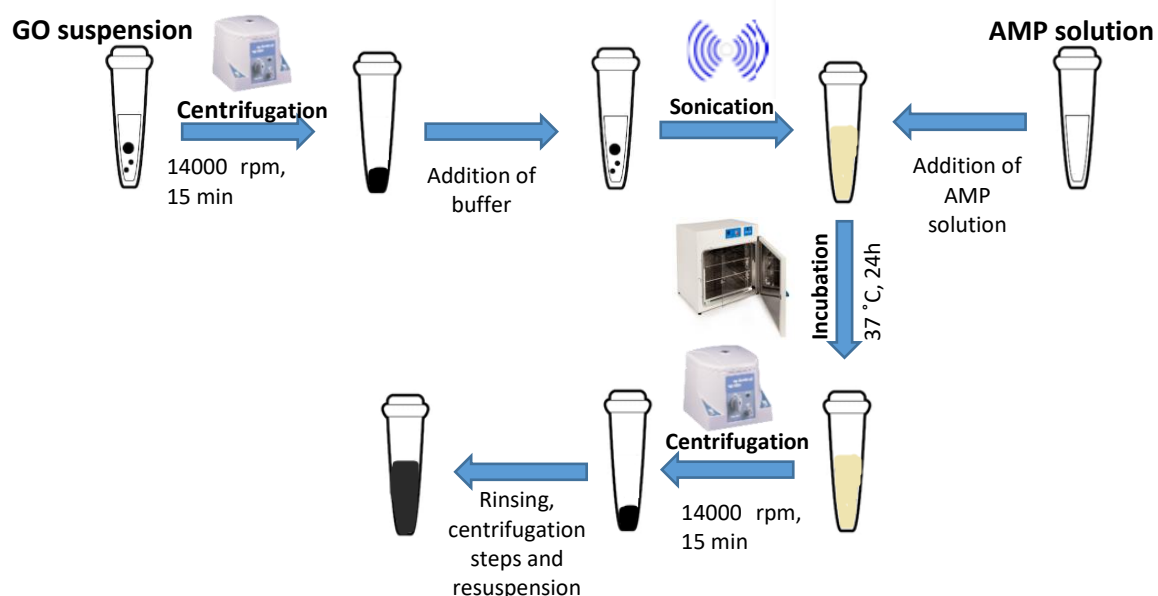 GO suspension
AMP solution
Centrifugation
14000 rpm,
15 min
Addition of
buffer
Sonication
Addition of
AMP
solution
Incubation
37 ˚C, 24h
Centrifugation
14000 rpm,
15 min
Rinsing,
centrifugation
steps and
resuspension